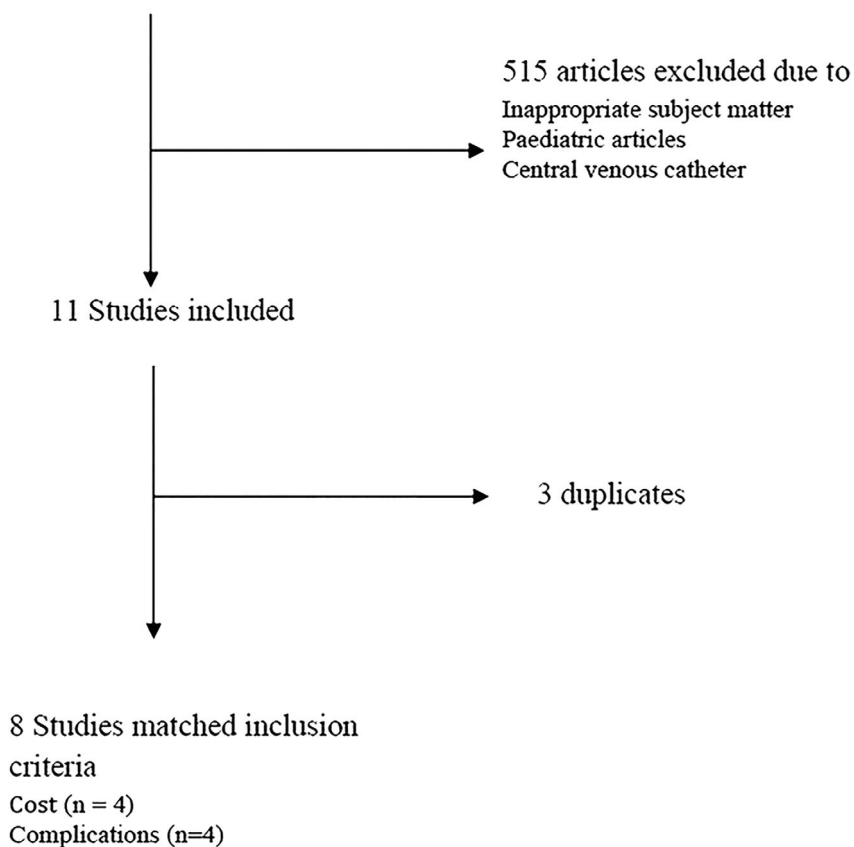 515 articles excluded due to
Inappropriate subject matter
Paediatric articles
Central venous catheter
11 Studies included
3 duplicates
8 Studies matched inclusion
criteria
Cost (n = 4)
Complications (n=4)